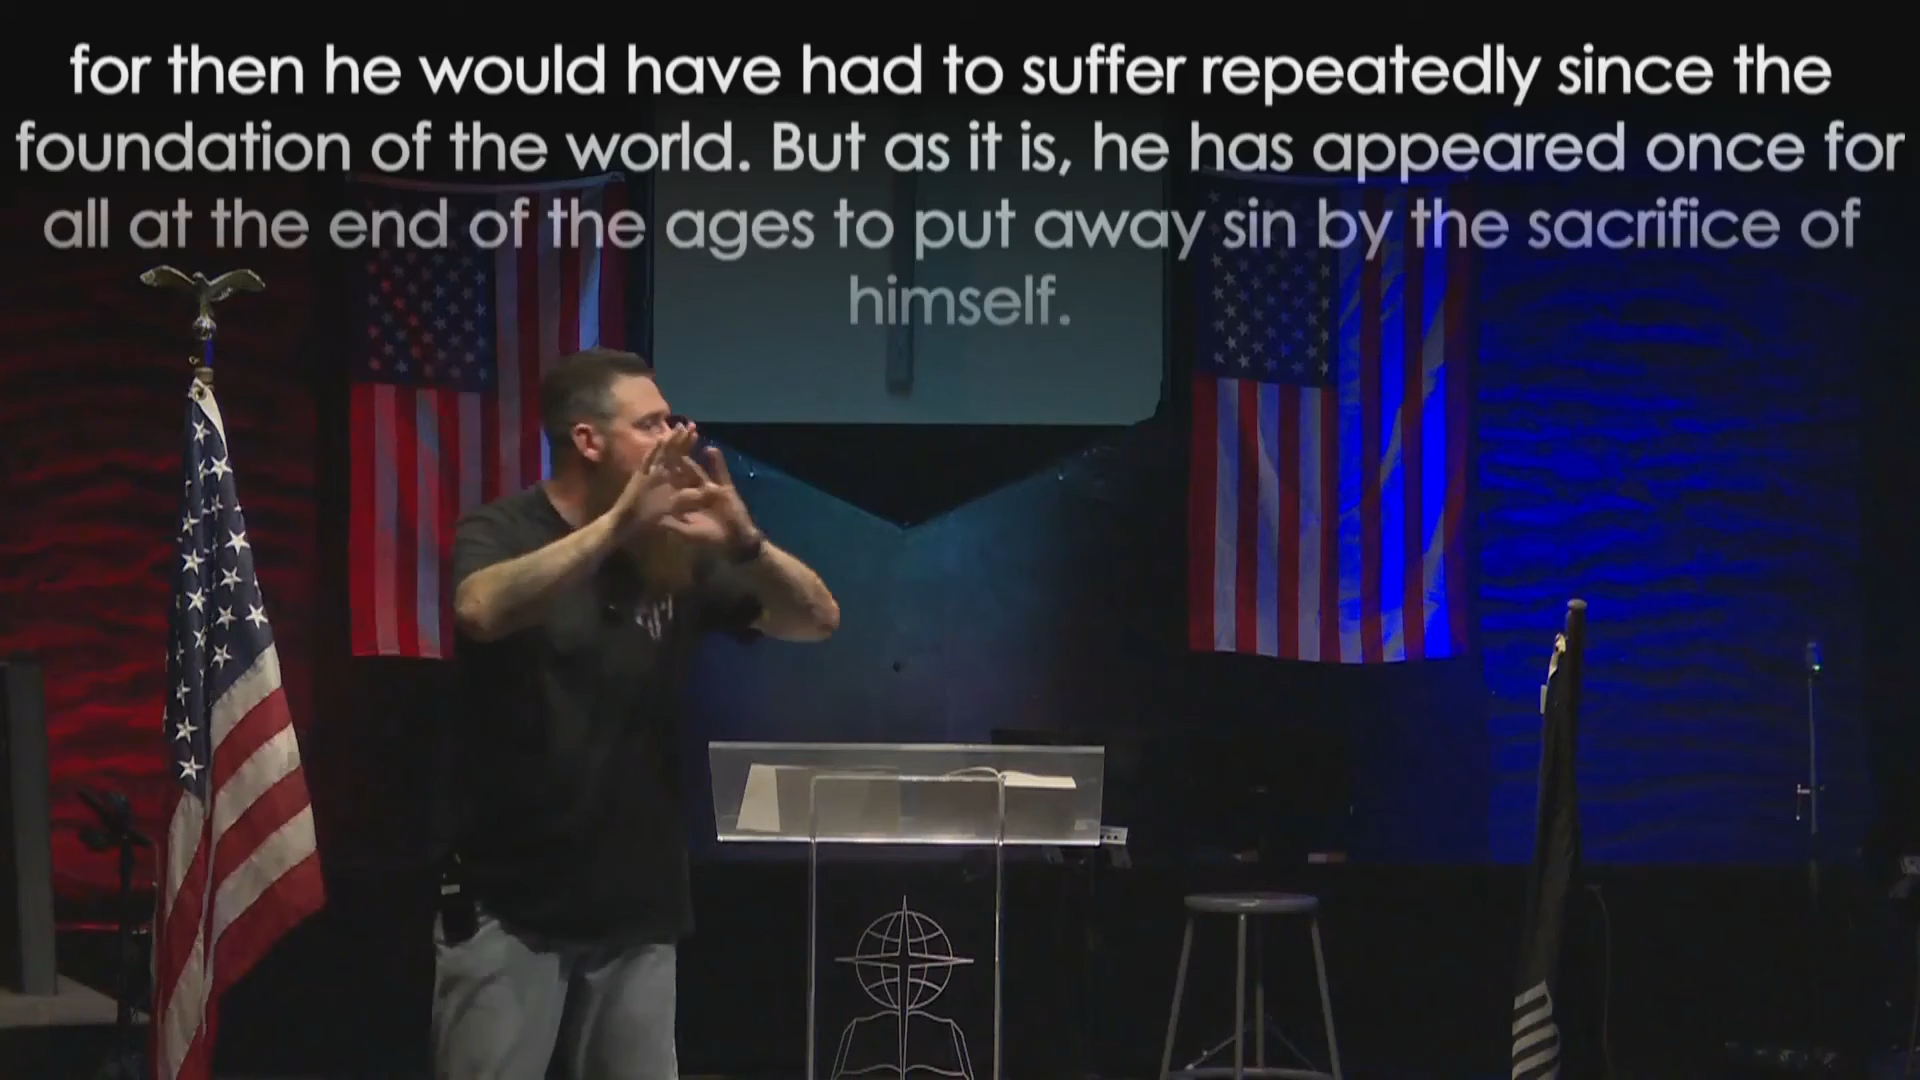 for then he would have had to suffer repeatedly since the
foundation of the world. But as it is, he has appeared once for
all at the end of the ages to put away sin by the sacrifice of
himself.